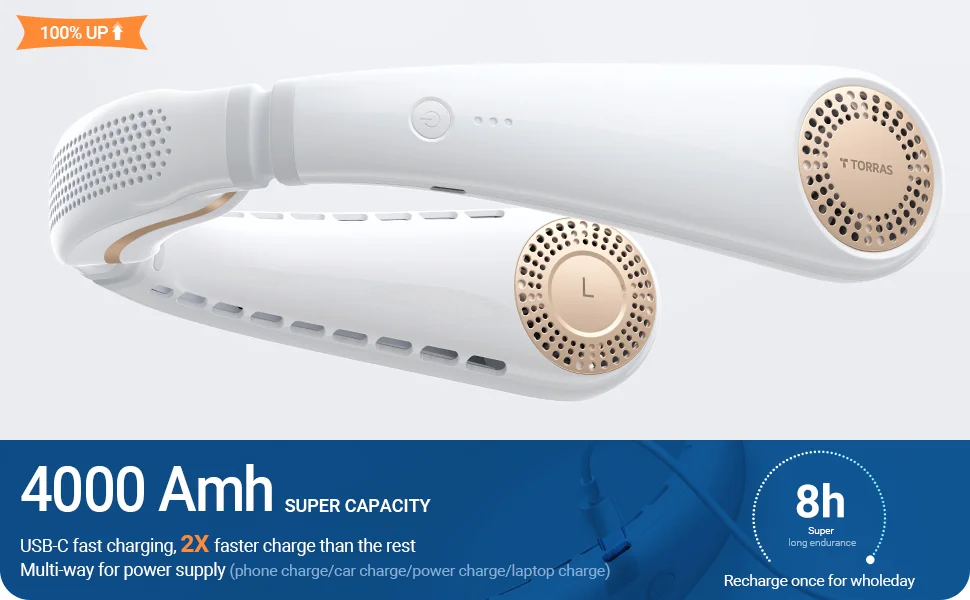 100% UP
TORRAS
L
4000 Amh SUPER CAPACITY
USB-C fast charging, 2X faster charge than the rest
Multi-way for power supply (phone charge/car charge/power charge/laptop charge)
8h
Super
long endurance
Recharge once for wholeday